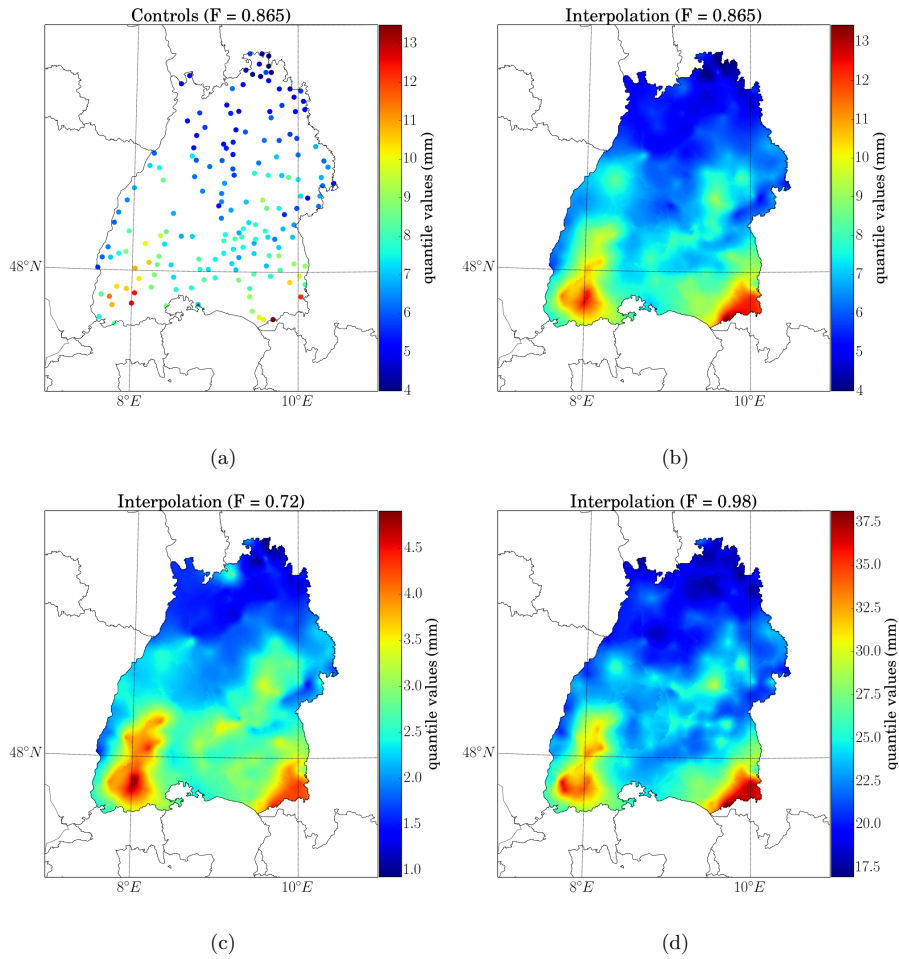 Controls (F = 0.865)
13
12
11
10
9
8
7
6
5
4
quantile values (mm)
48°N
8°E
10°E
(a)
Interpolation (F = 0.865)
13
12
11
10
9
8
7
6
5
4
quantile values (mm)
48°N
8°E
10°E
(b)
Interpolation (F = 0.72)
4.5
4.0
3.5
3.0
2.5
2.0
1.5
1.0
quantile values (mm)
48°N
8°E
10°E
(c)
Interpolation (F = 0.98)
37.5
35.0
32.5
30.0
27.5
25.0
22.5
20.0
17.5
quantile values (mm)
48°N
8°E
10°E
(d)